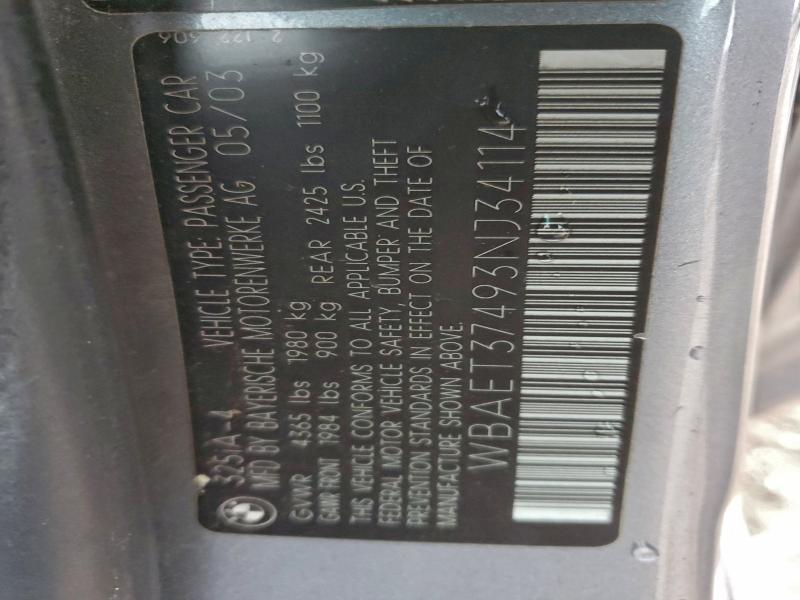 325iA-4 VEHICLE TYPE: PASSENGER CAR
MFD BY BAYERISCHE MOTORENWERKE AG 05/03
GVWR 4365 lbs 1980 kg
GAWR FRONT 1984 lbs 900 kg REAR 2425 lbs 1100 kg
THIS VEHICLE CONFORMS TO ALL APPLICABLE U.S.
FEDERAL MOTOR VEHICLE SAFETY, BUMPER AND THEFT
PREVENTION STANDARDS IN EFFECT ON THE DATE OF
MANUFACTURE SHOWN ABOVE.
WBAET37493NJ34114